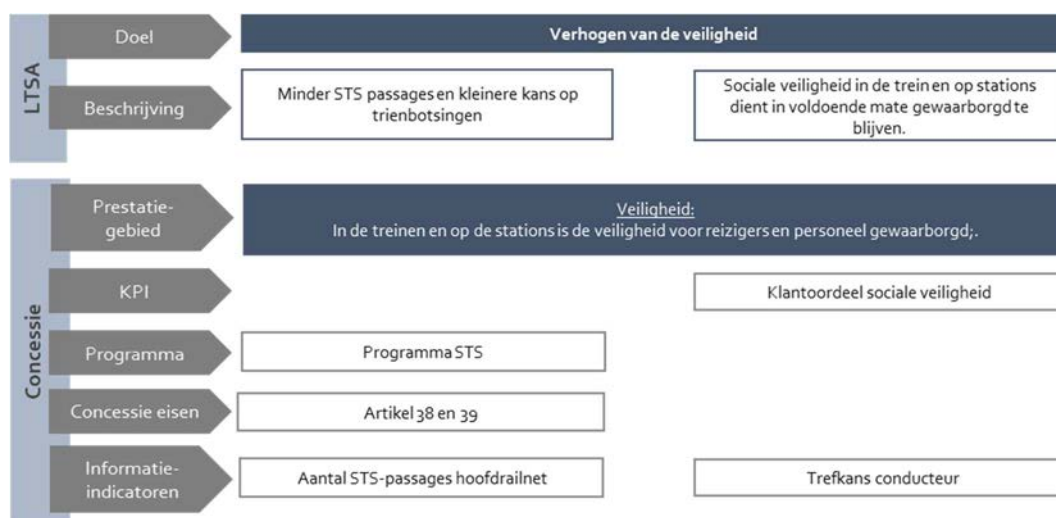 LTSA
Doel
Verhogen van de veiligheid
Beschrijving
Minder STS passages en kleinere kans op
trienbotsingen
Sociale veiligheid in de trein en op stations
dient in voldoende mate gewaarborgd te
blijven.
Concessie
Prestatie-
gebied
Veiligheid:
In de treinen en op de stations is de veiligheid voor reizigers en personeel gewaarborgd;.
KPI
Klantoordeel sociale veiligheid
Programma
Programma STS
Concessie eisen
Artikel 38 en 39
Informatie-
indicatoren
Aantal STS-passages hoofdrailnet
Trefkans conducteur